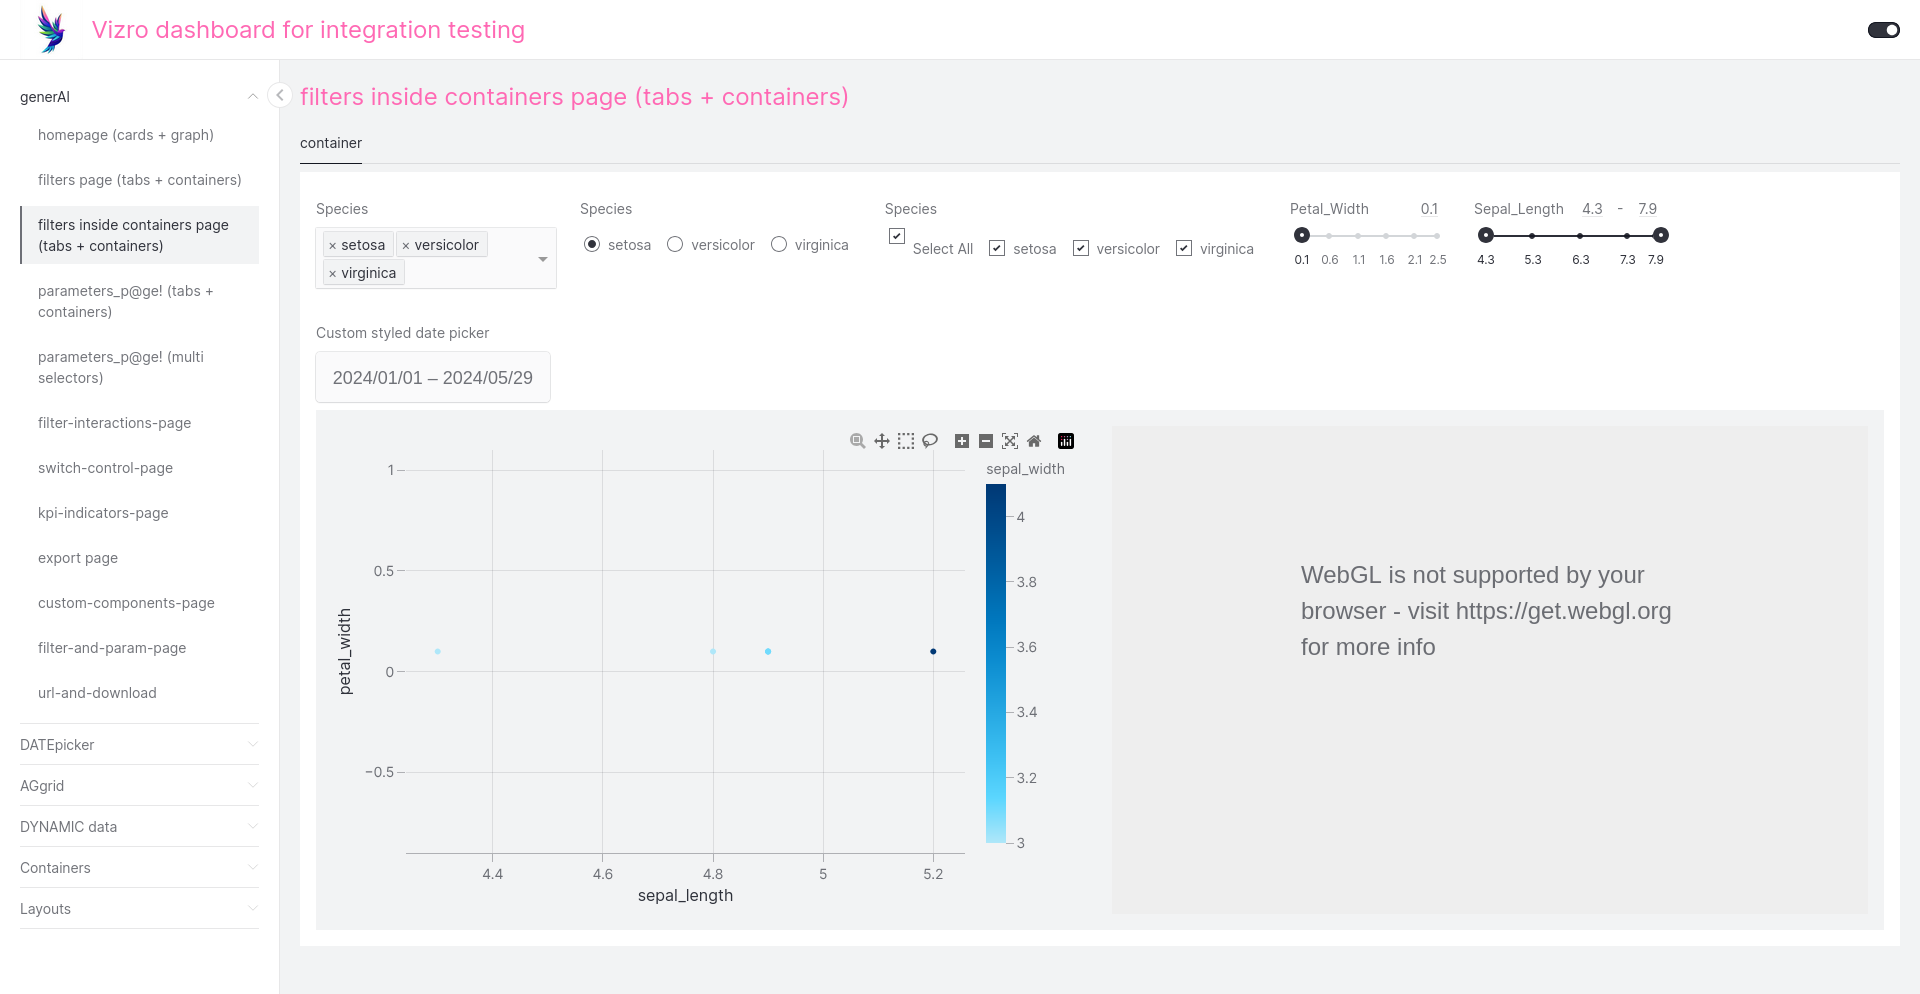 Vizro dashboard for integration testing
generAI
homepage (cards + graph)
filters page (tabs + containers)
filters inside containers page
(tabs + containers)
parameters_p@ge! (tabs +
containers)
parameters_p@ge! (multi
selectors)
filter-interactions-page
switch-control-page
kpi-indicators-page
export page
custom-components-page
filter-and-param-page
url-and-download
DATEpicker
AGgrid
DYNAMIC data
Containers
Layouts
filters inside containers page (tabs + containers)
container
Species
× setosa × versicolor
× virginica
Species
setosa versicolor virginica
Species
Select All setosa versicolor virginica
Petal_Width 0.1
0.1 0.6 1.1 1.6 2.1 2.5
Sepal_Length 4.3 - 7.9
4.3 5.3 6.3 7.3 7.9
Custom styled date picker
2024/01/01 – 2024/05/29
1
0.5
0
−0.5
petal_width
4.4 4.6 4.8 5 5.2
sepal_length
sepal_width
4
3.8
3.6
3.4
3.2
3
WebGL is not supported by your
browser - visit https://get.webgl.org
for more info